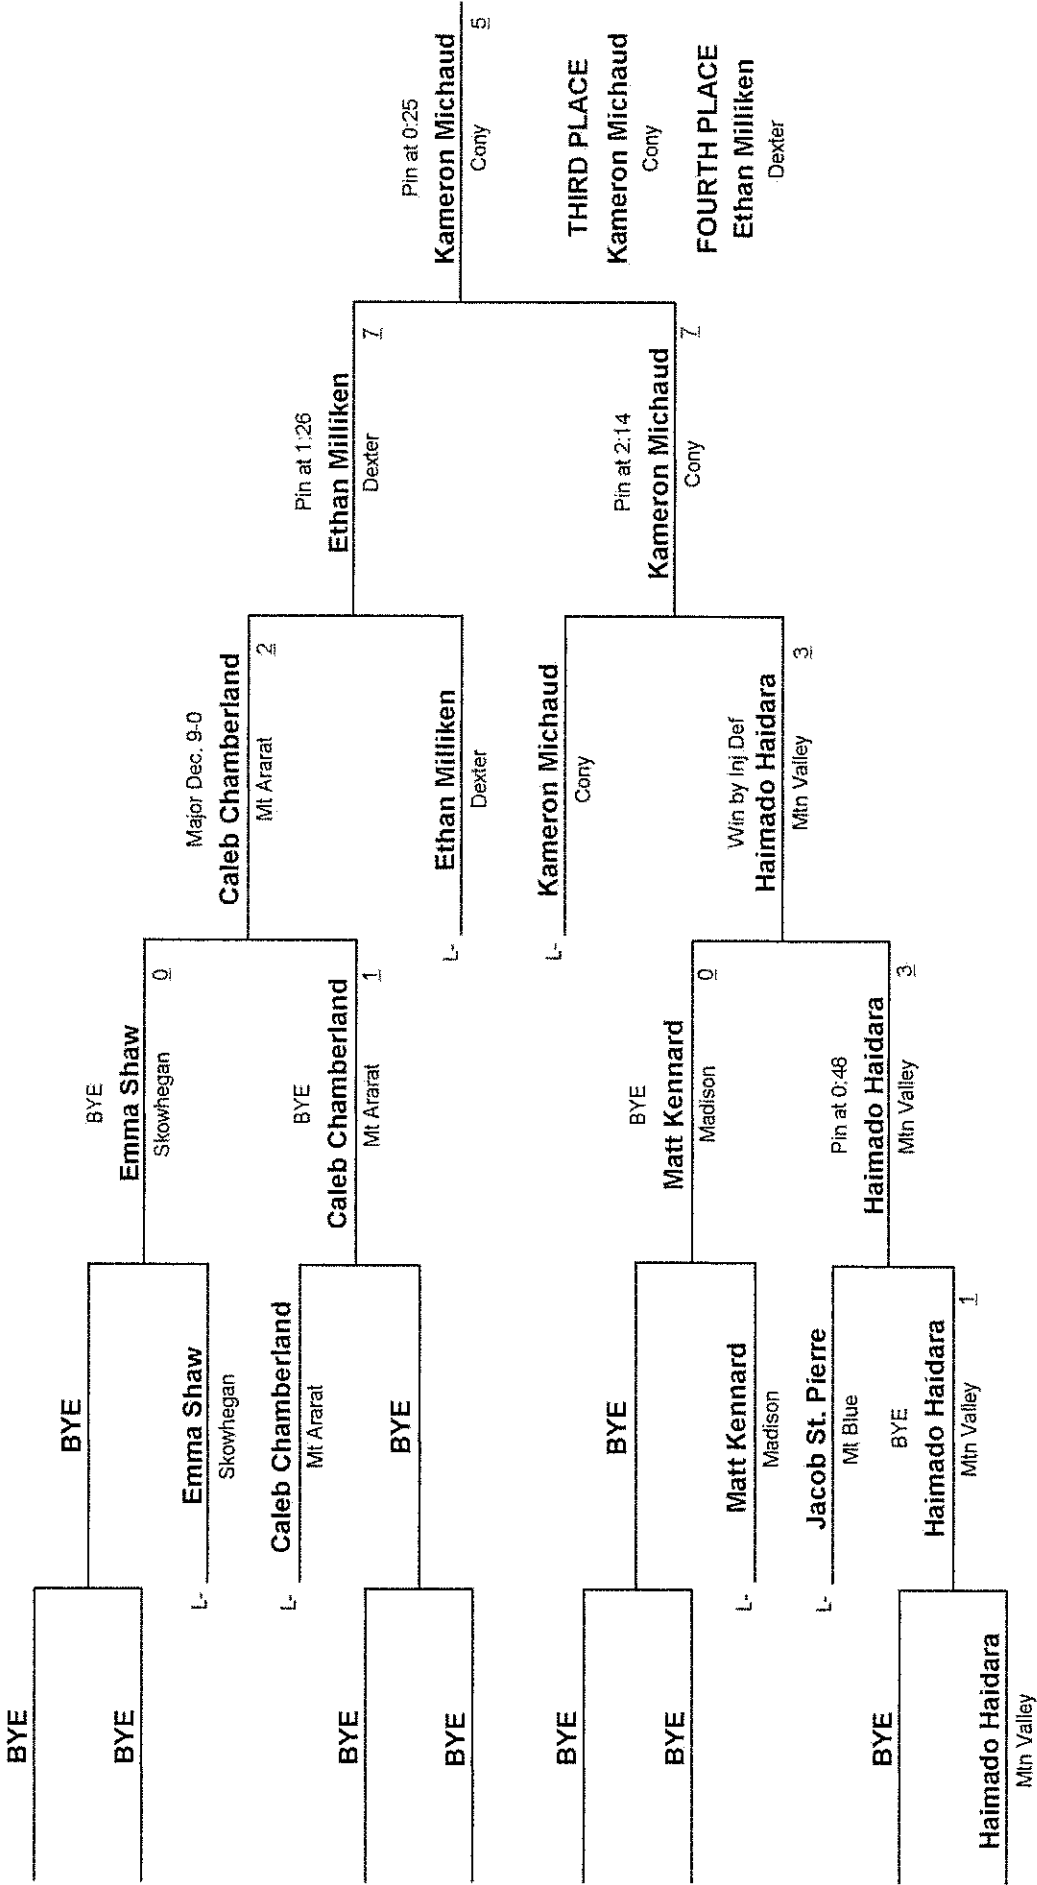 BYE
BYE
BYE
BYE
BYE
BYE
BYE
Haimado Haidara
Mtn Valley
BYE
Emma Shaw
L-
Skowhegan
Caleb Chamberland
L-
Mt Ararat
BYE
BYE
Matt Kennard
L-
Madison
Jacob St. Pierre
L-
Mt Blue
BYE
Haimado Haidara
Mtn Valley 1
BYE
Emma Shaw
Skowhegan 0
BYE
Caleb Chamberland
Mt Ararat 1
BYE
Matt Kennard
Madison 0
Pin at 0:48
Haimado Haidara
Mtn Valley 3
Major Dec. 9-0
Caleb Chamberland
Mt Ararat 2
Ethan Milliken
L-
Dexter
Kameron Michaud
L-
Cony
Win by Inj Def
Haimado Haidara
Mtn Valley 3
Pin at 1:26
Ethan Milliken
Dexter 7
Pin at 2:14
Kameron Michaud
Cony 7
Pin at 0:25
Kameron Michaud
Cony 5
THIRD PLACE
Kameron Michaud
Cony
FOURTH PLACE
Ethan Milliken
Dexter